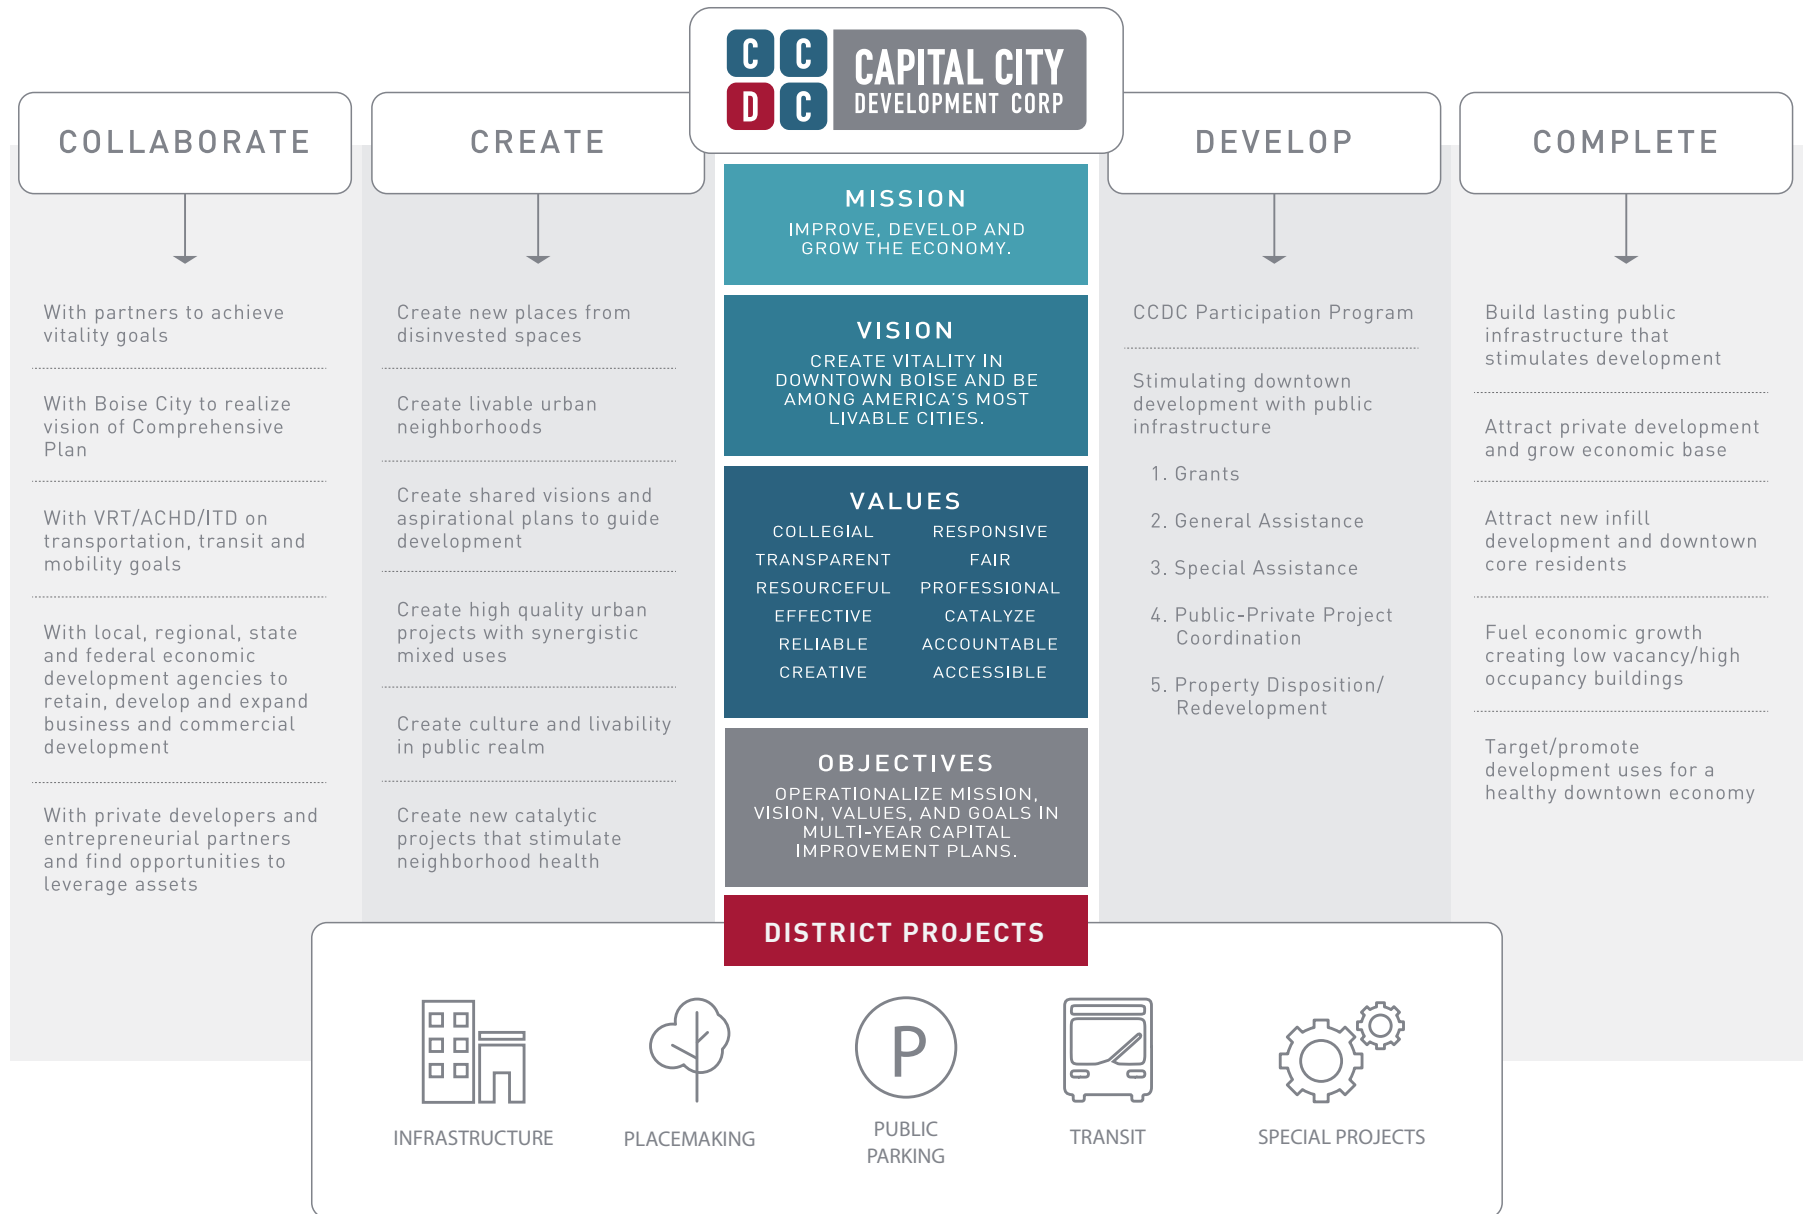 C C
D C
CAPITAL CITY
DEVELOPMENT CORP
COLLABORATE
With partners to achieve
vitality goals
With Boise City to realize
vision of Comprehensive
Plan
With VRT/ACHD/ITD on
transportation, transit and
mobility goals
With local, regional, state
and federal economic
development agencies to
retain, develop and expand
business and commercial
development
With private developers and
entrepreneurial partners
and find opportunities to
leverage assets
CREATE
Create new places from
disinvested spaces
Create livable urban
neighborhoods
Create shared visions and
aspirational plans to guide
development
Create high quality urban
projects with synergistic
mixed uses
Create culture and livability
in public realm
Create new catalytic
projects that stimulate
neighborhood health
MISSION
IMPROVE, DEVELOP AND
GROW THE ECONOMY.
VISION
CREATE VITALITY IN
DOWNTOWN BOISE AND BE
AMONG AMERICA'S MOST
LIVABLE CITIES.
VALUES
COLLEGIAL RESPONSIVE
TRANSPARENT FAIR
RESOURCEFUL PROFESSIONAL
EFFECTIVE CATALYZE
RELIABLE ACCOUNTABLE
CREATIVE ACCESSIBLE
OBJECTIVES
OPERATIONALIZE MISSION,
VISION, VALUES, AND GOALS IN
MULTI-YEAR CAPITAL
IMPROVEMENT PLANS.
DEVELOP
CCDC Participation Program
Stimulating downtown
development with public
infrastructure
1. Grants
2. General Assistance
3. Special Assistance
4. Public-Private Project
Coordination
5. Property Disposition/
Redevelopment
COMPLETE
Build lasting public
infrastructure that
stimulates development
Attract private development
and grow economic base
Attract new infill
development and downtown
core residents
Fuel economic growth
creating low vacancy/high
occupancy buildings
Target/promote
development uses for a
healthy downtown economy
DISTRICT PROJECTS
INFRASTRUCTURE
PLACEMAKING
P
PUBLIC
PARKING
TRANSIT
SPECIAL PROJECTS